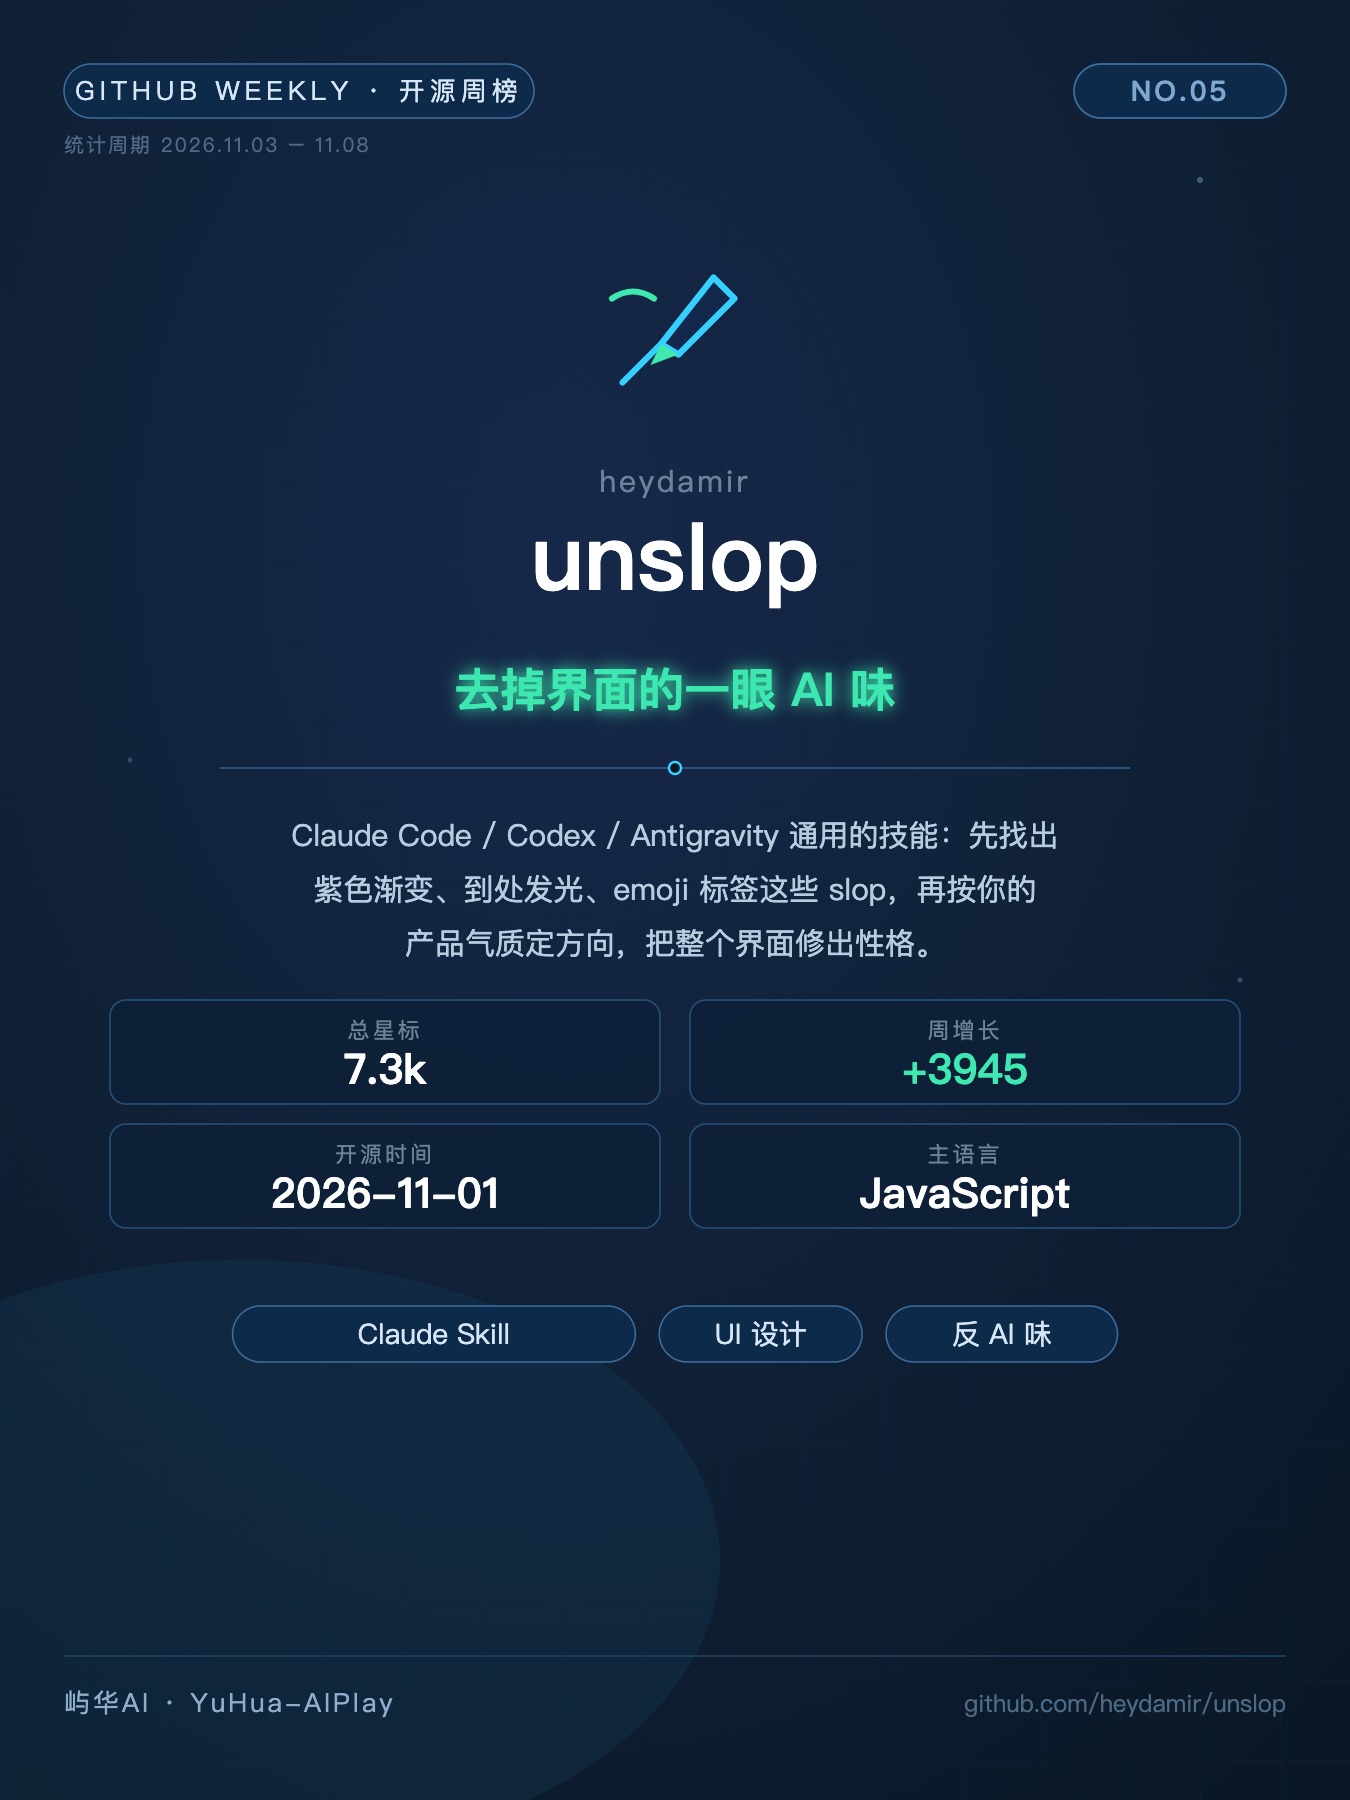 GITHUB WEEKLY · 开源周榜
NO.05
统计周期 2026.11.03 — 11.08
heydamir
unslop
去掉界面的一眼 AI 味
Claude Code / Codex / Antigravity 通用的技能：先找出
紫色渐变、到处发光、emoji 标签这些 slop，再按你的
产品气质定方向，把整个界面修出性格。
总星标
7.3k
周增长
+3945
开源时间
2026-11-01
主语言
JavaScript
Claude Skill
UI 设计
反 AI 味
屿华AI · YuHua-AIPlay
github.com/heydamir/unslop